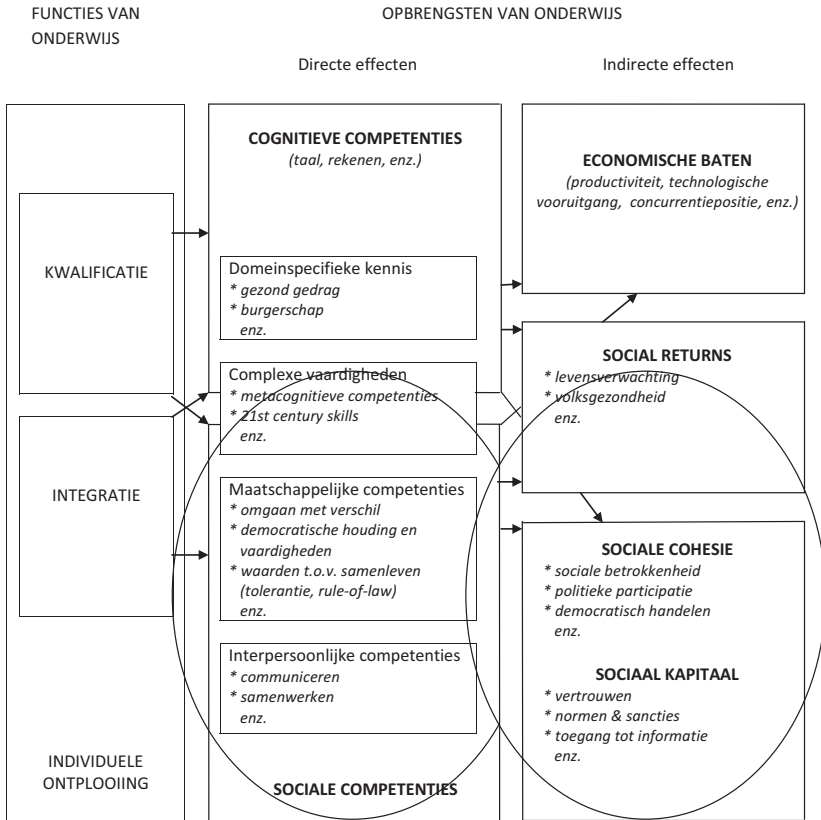 FUNCTIES VAN
ONDERWIJS
OPBRENGSTEN VAN ONDERWIJS
Directe effecten
Indirecte effecten
KWALIFICATIE
INTEGRATIE
INDIVIDUELE
ONTPLOOIING
COGNITIEVE COMPETENTIES
(taal, rekenen, enz.)
Domeinspecifieke kennis
* gezond gedrag
* burgerschap
enz.
Complexe vaardigheden
* metacognitieve competenties
* 21st century skills
enz.
Maatschappelijke competenties
* omgaan met verschil
* democratische houding en
vaardigheden
* waarden t.o.v. samenleven
(tolerantie, rule-of-law)
enz.
Interpersoonlijke competenties
* communiceren
* samenwerken
enz.
SOCIALE COMPETENTIES
ECONOMISCHE BATEN
(productiviteit, technologische
vooruitgang, concurrentiepositie, enz.)
SOCIAL RETURNS
* levensverwachting
* volksgezondheid
enz.
SOCIALE COHESIE
* sociale betrokkenheid
* politieke participatie
* democratisch handelen
enz.
SOCIAAL KAPITAAL
* vertrouwen
* normen & sancties
* toegang tot informatie
enz.